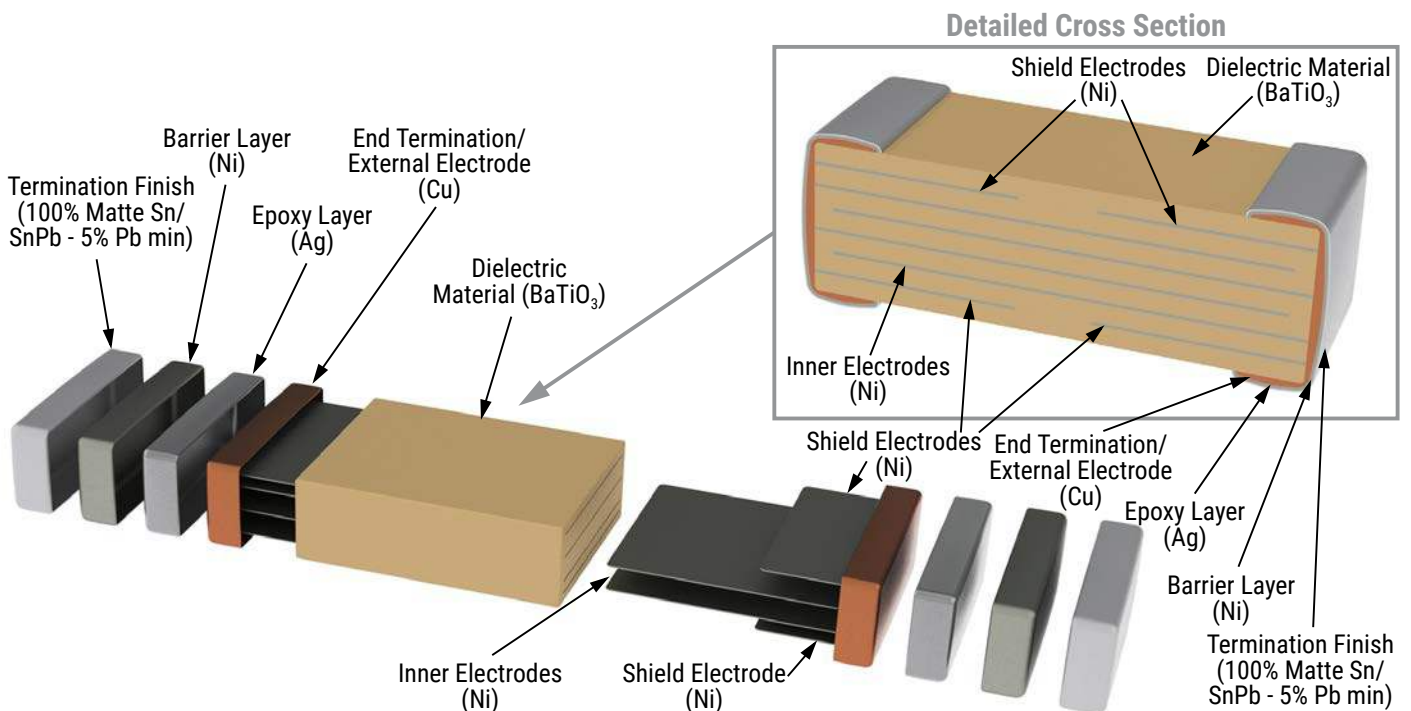 Detailed Cross Section
Shield Electrodes
(Ni)
Dielectric Material
(BaTiO₃)
Barrier Layer
(Ni)
End Termination/
External Electrode
(Cu)
Termination Finish
(100% Matte Sn/
SnPb - 5% Pb min)
Epoxy Layer
(Ag)
Dielectric
Material (BaTiO₃)
Inner Electrodes
(Ni)
Shield Electrodes
(Ni)
End Termination/
External Electrode
(Cu)
Epoxy Layer
(Ag)
Barrier Layer
(Ni)
Termination Finish
(100% Matte Sn/
SnPb - 5% Pb min)
Inner Electrodes
(Ni)
Shield Electrode
(Ni)